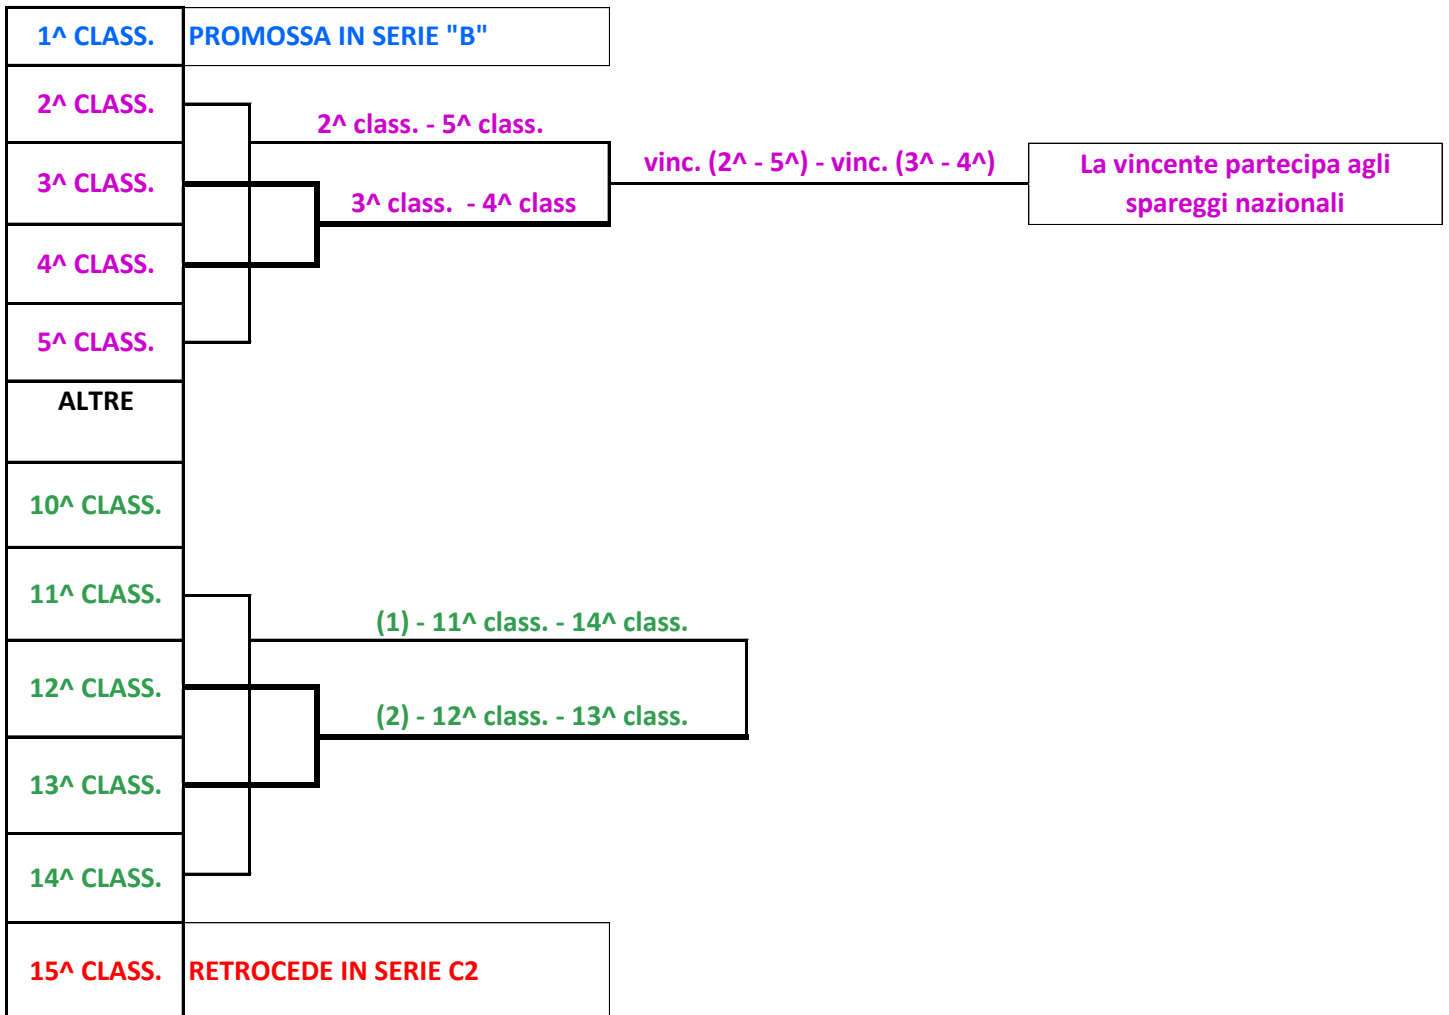 1^ CLASS.
PROMOSSA IN SERIE "B"
2^ CLASS.
2^ class. - 5^ class.
3^ CLASS.
vinc. (2^ - 5^) - vinc. (3^ - 4^)
La vincente partecipa agli
spareggi nazionali
3^ class.  - 4^ class
4^ CLASS.
5^ CLASS.
ALTRE
10^ CLASS.
11^ CLASS.
(1) - 11^ class. - 14^ class.
12^ CLASS.
(2) - 12^ class. - 13^ class.
13^ CLASS.
14^ CLASS.
15^ CLASS.
RETROCEDE IN SERIE C2